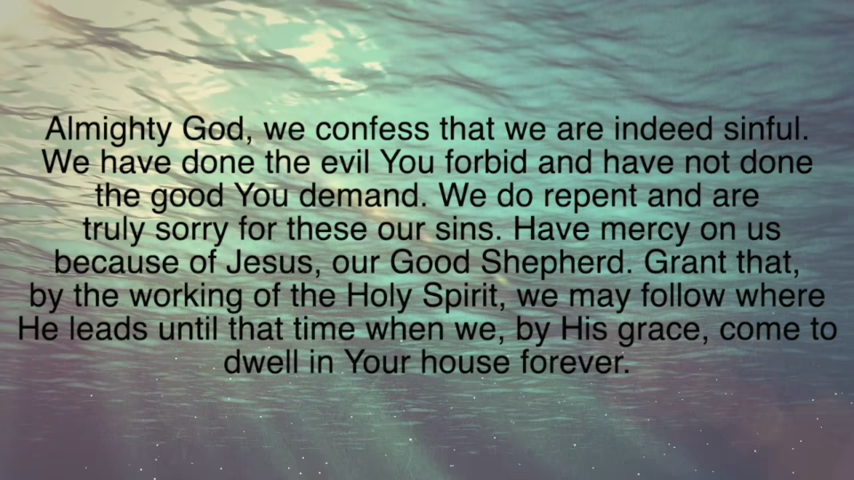 Almighty God, we confess that we are indeed sinful.
We have done the evil You forbid and have not done
the good You demand. We do repent and are
truly sorry for these our sins. Have mercy on us
because of Jesus, our Good Shepherd. Grant that,
by the working of the Holy Spirit, we may follow where
He leads until that time when we, by His grace, come to
dwell in Your house forever.